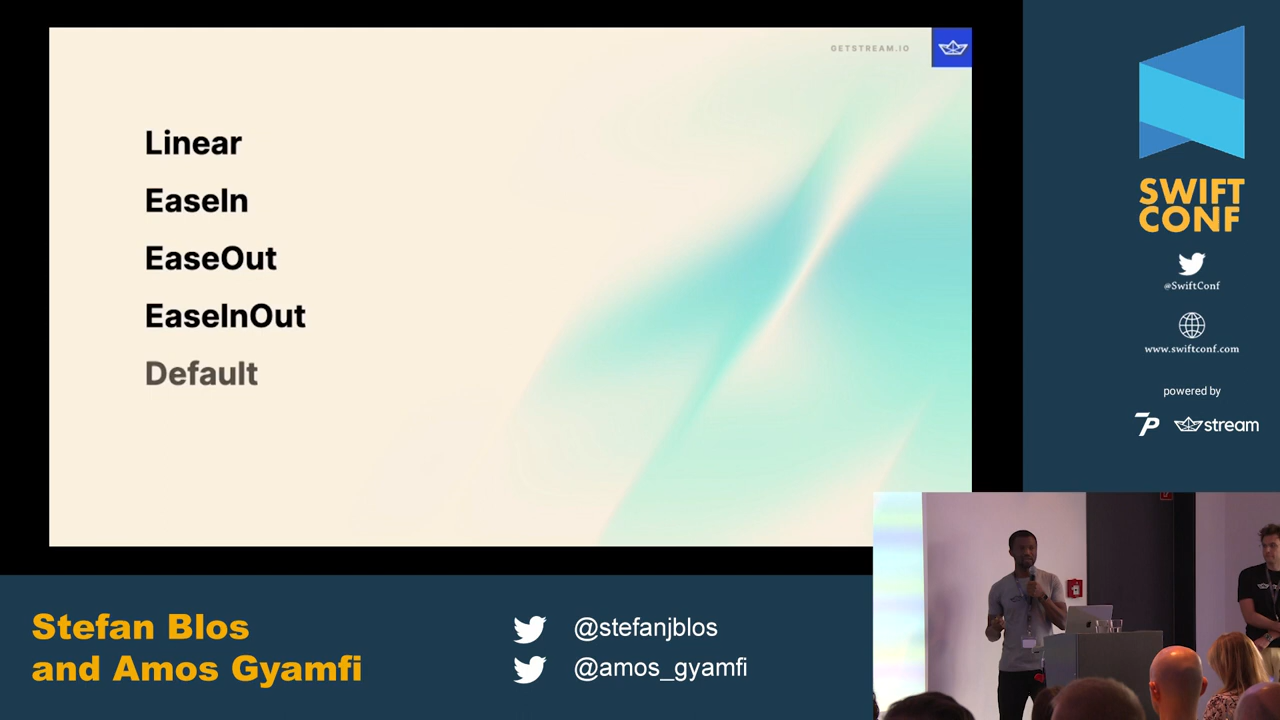 GETSTREAM.IO
Linear
EaseIn
EaseOut
EaseInOut
Default
SWIFT
CONF
@SwiftConf
www.swiftconf.com
powered by
7P
stream
Stefan Blos
and Amos Gyamfi
@stefanjblos
@amos_gyamfi